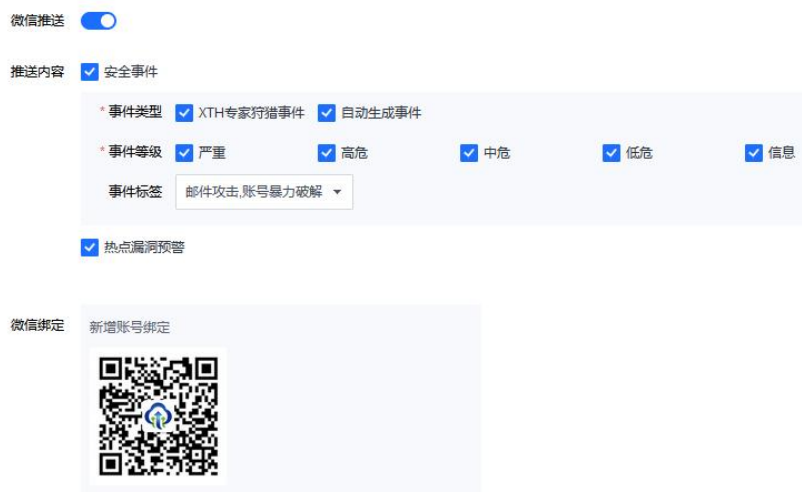 微信推送
推送内容 安全事件
* 事件类型 XTH专家狩猎事件 自动生成事件
* 事件等级 严重 高危 中危 低危 信息
事件标签 邮件攻击,账号暴力破解
热点漏洞预警
微信绑定 新增账号绑定